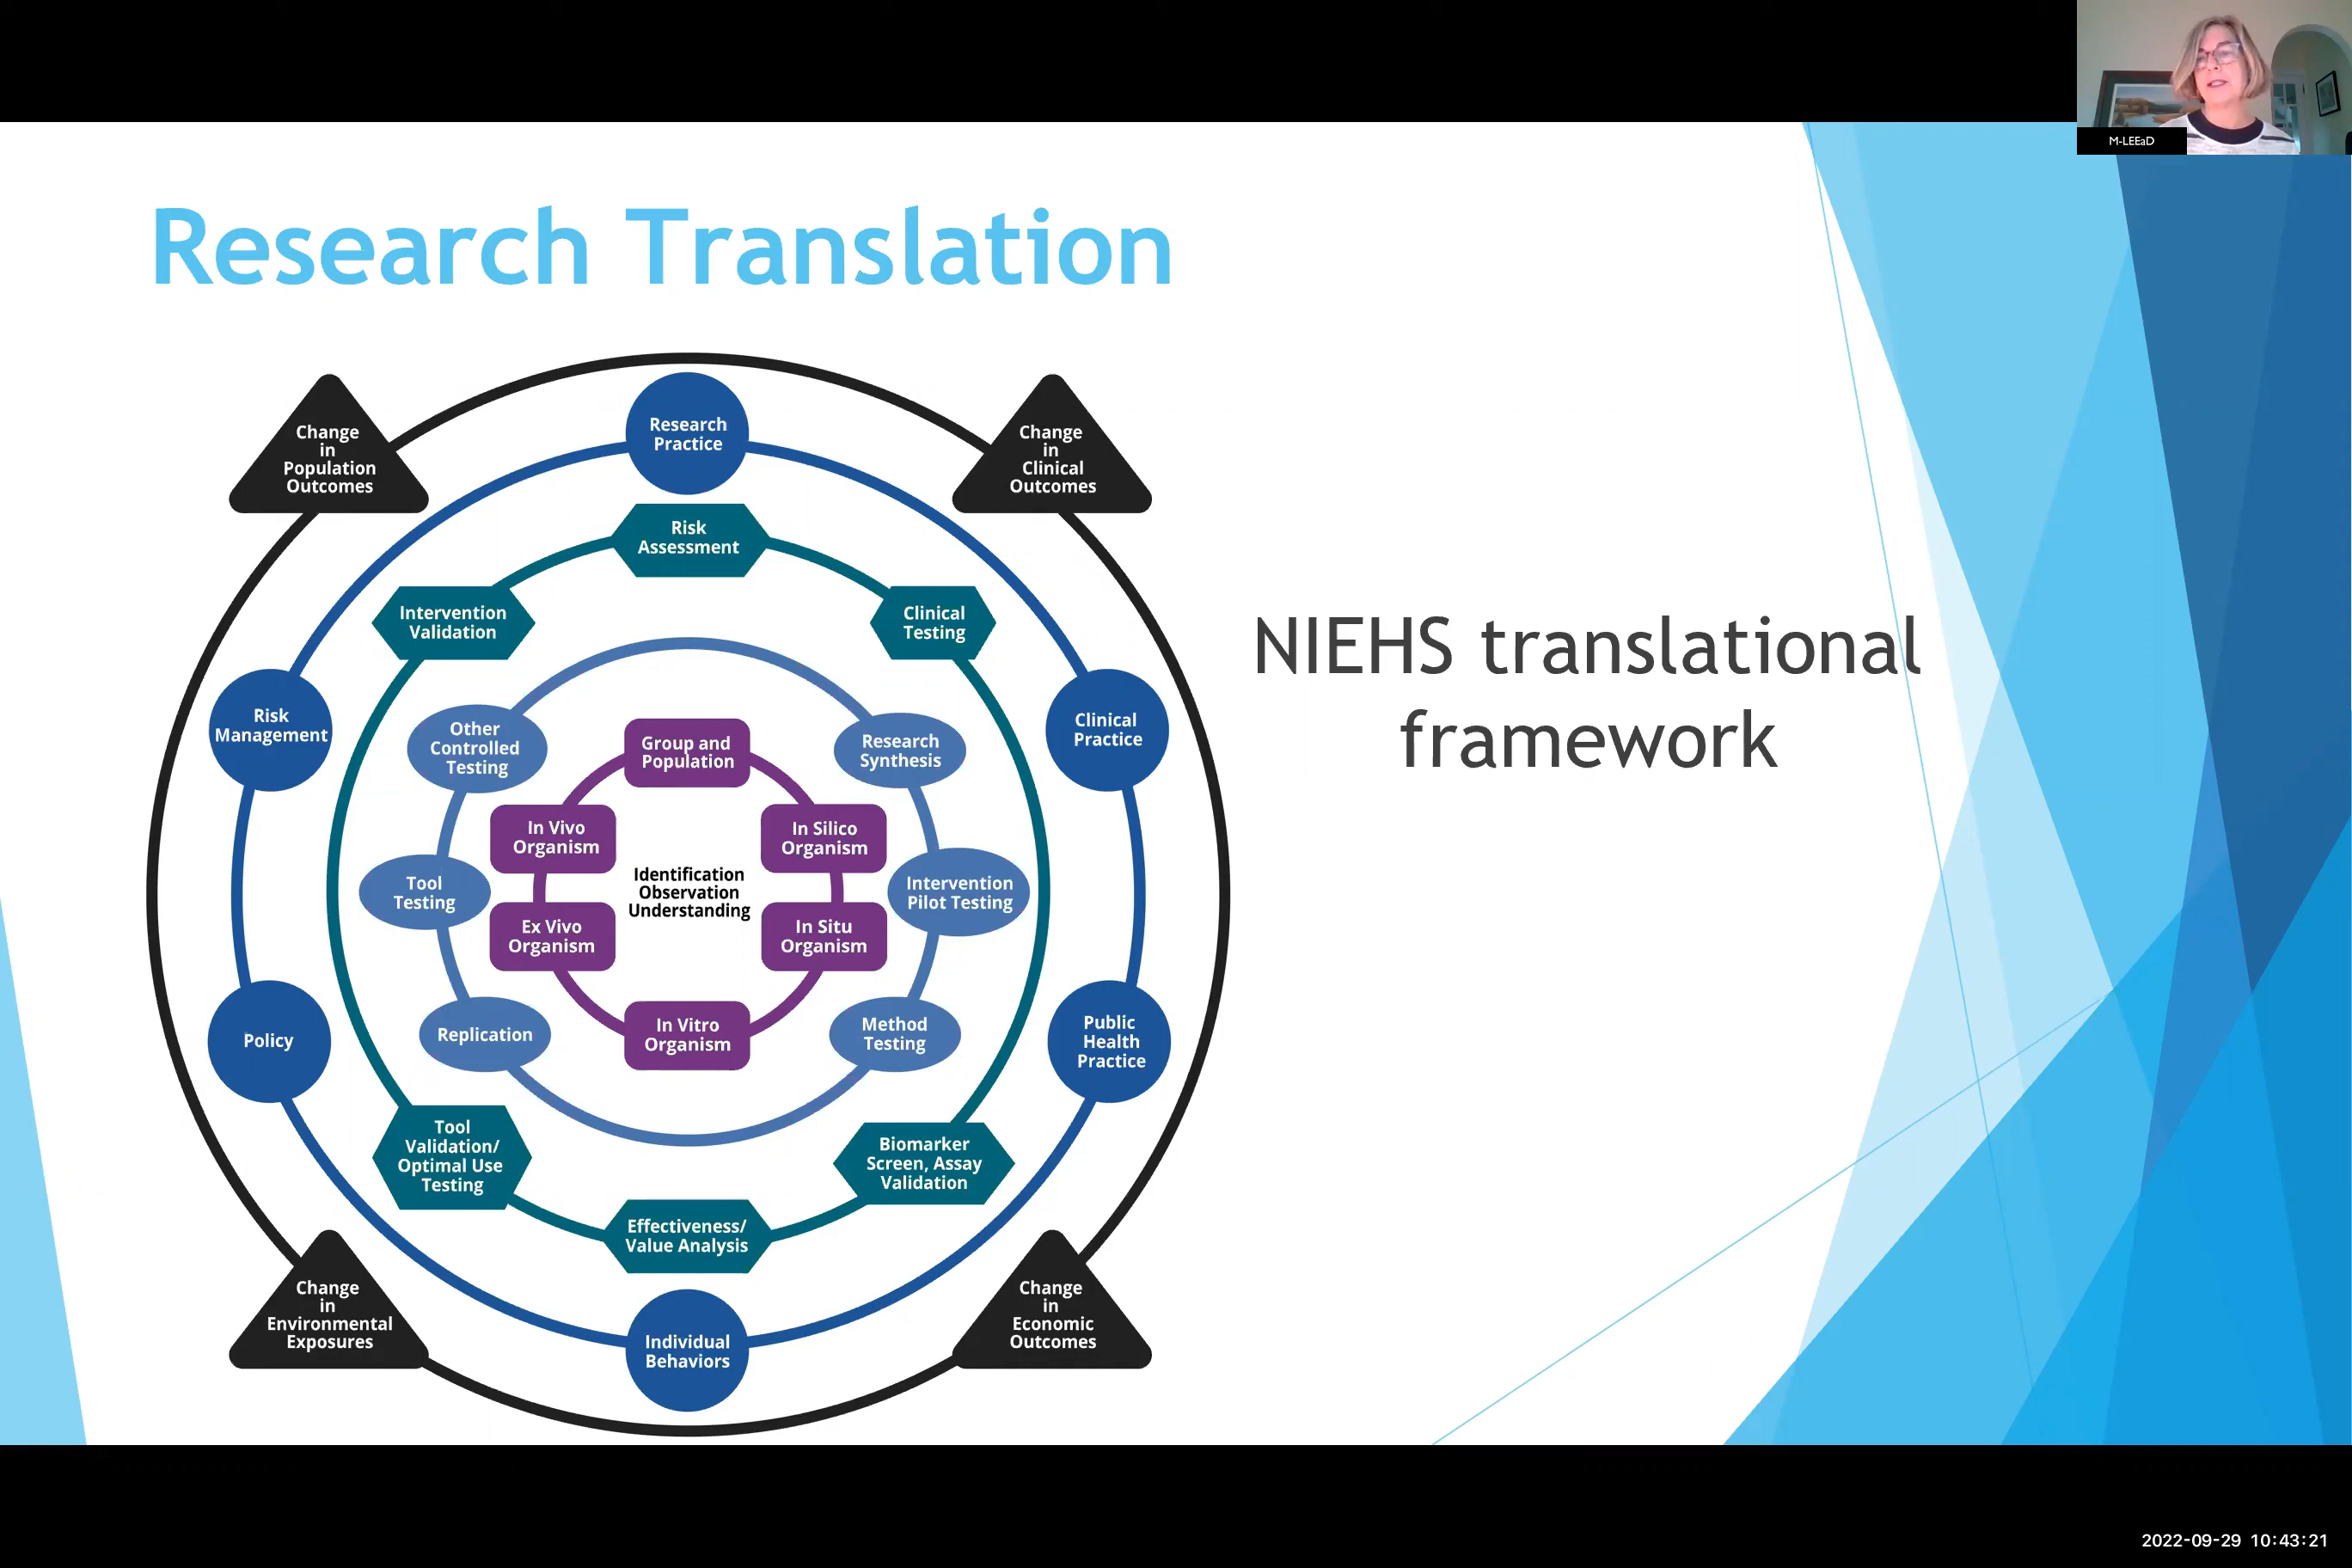 M-LEEaD
Research Translation
Change
in
Population
Outcomes
Research
Practice
Change
in
Clinical
Outcomes
Risk
Assessment
Intervention
Validation
Clinical
Testing
Risk
Management
Other
Controlled
Testing
Group and
Population
Research
Synthesis
Clinical
Practice
NIEHS translational
framework
In Vivo
Organism
In Silico
Organism
Tool
Testing
Identification
Observation
Understanding
Intervention
Pilot Testing
Ex Vivo
Organism
In Situ
Organism
Policy
Replication
In Vitro
Organism
Method
Testing
Public
Health
Practice
Tool
Validation/
Optimal Use
Testing
Biomarker
Screen, Assay
Validation
Effectiveness/
Value Analysis
Change
in
Environmental
Exposures
Individual
Behaviors
Change
in
Economic
Outcomes
2022-09-29 10:43:21